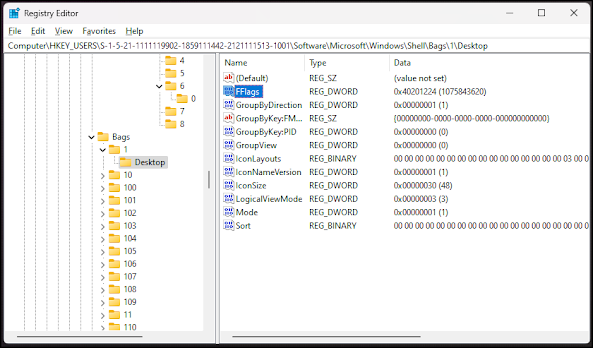 Registry Editor
File Edit View Favorites Help
Computer\HKEY_USERS\S-1-5-21-1111119902-1859111442-2121111513-1001\Software\Microsoft\Windows\Shell\Bags\1\Desktop
4
5
6
0
7
8
Bags
1
Desktop
10
100
101
102
103
104
105
106
107
108
109
11
110
Name Type Data
(Default) REG_SZ (value not set)
FFlags REG_DWORD 0x40201224 (1075843620)
GroupByDirection REG_DWORD 0x00000001 (1)
GroupByKey:FM... REG_SZ {00000000-0000-0000-0000-000000000000}
GroupByKey:PID REG_DWORD 0x00000000 (0)
GroupView REG_DWORD 0x00000000 (0)
IconLayouts REG_BINARY 00 00 00 00 00 00 00 00 00 00 00 00 00 00 00 00 03 00 0
IconNameVersion REG_DWORD 0x00000001 (1)
IconSize REG_DWORD 0x00000030 (48)
LogicalViewMode REG_DWORD 0x00000003 (3)
Mode REG_DWORD 0x00000001 (1)
Sort REG_BINARY 00 00 00 00 00 00 00 00 00 00 00 00 00 00 00 00 00 00 0